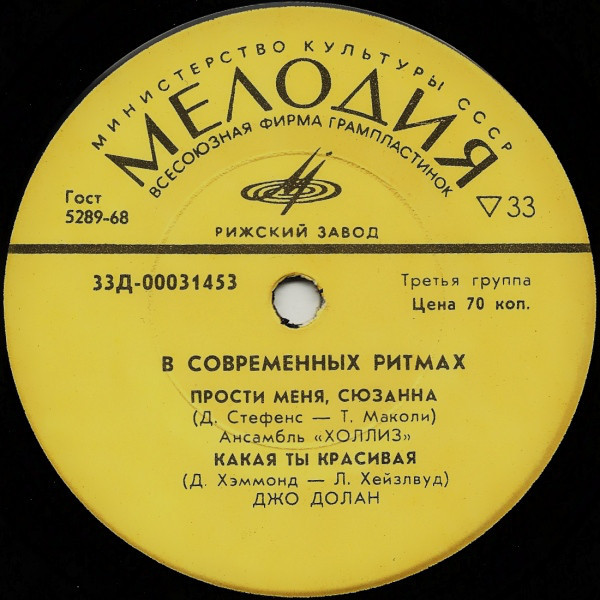 МИНИСТЕРСТВО КУЛЬТУРЫ СССР
МЕЛОДИЯ
ВСЕСОЮЗНАЯ ФИРМА ГРАМПЛАСТИНОК
Гост
5289-68
▽33
РИЖСКИЙ ЗАВОД
33Д-00031453
Третья группа
Цена 70 коп.
В СОВРЕМЕННЫХ РИТМАХ
ПРОСТИ МЕНЯ, СЮЗАННА
(Д. Стефенс — Т. Маколи)
Ансамбль «ХОЛЛИЗ»
КАКАЯ ТЫ КРАСИВАЯ
(Д. Хэммонд — Л. Хейзлвуд)
ДЖО ДОЛАН